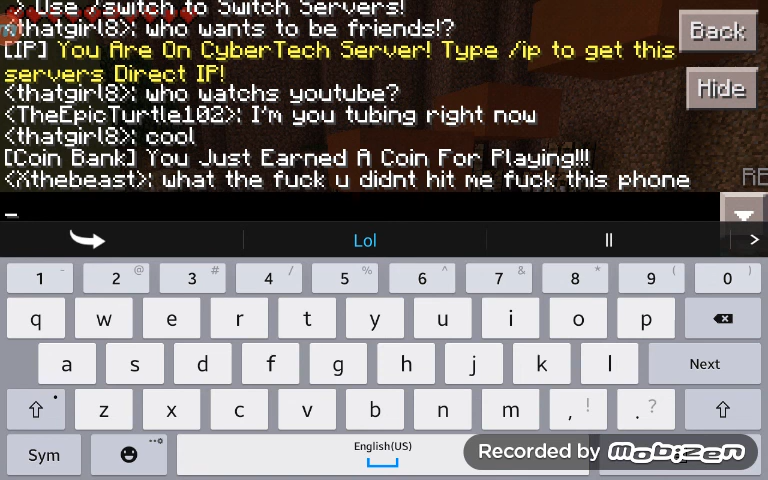 > Use /switch to Switch Servers!
<thatgirl8>: who wants to be friends!?
[IP] You Are On CyberTech Server! Type /ip to get this
servers Direct IP!
<thatgirl8>: who watchs youtube?
<TheEpicTurtle102>: I'm you tubing right now
<thatgirl8>: cool
[Coin Bank] You Just Earned A Coin For Playing!!!
<Xthebeast>: what the fuck u didnt hit me fuck this phone
Back
Hide
_
Lol ll >
1 - 2 @ 3 # 4 / 5 % 6 ^ 7 & 8 * 9 ( 0 )
q w e r t y u i o p
a s d f g h j k l Next
z x c v b n m , ! . ?
Sym English(US)
Recorded by mobizen